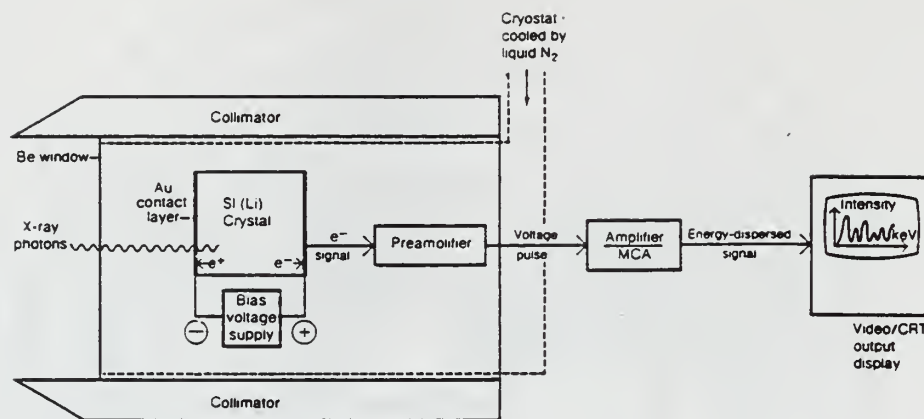 Cryostat
cooled by
liquid N₂
Collimator
Be window
Au
contact
layer
SI (Li)
Crystal
X-ray
photons
e⁺
e⁻
e⁻
signal
Preamplifier
Voltage
pulse
Amplifier
MCA
Energy-dispersed
signal
Intensity
keV
Bias
voltage
supply
−
+
Video/CRT
output
display
Collimator